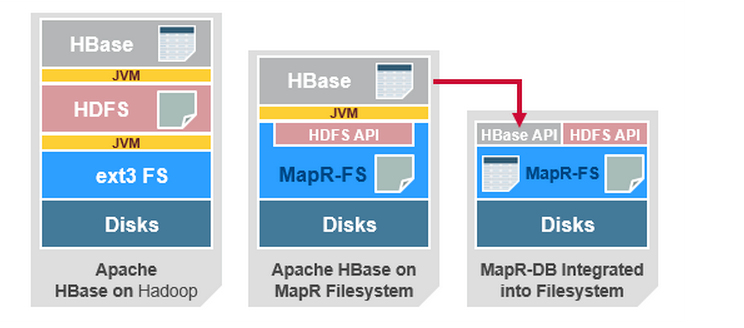 HBase
JVM
HDFS
JVM
ext3 FS
Disks
Apache
HBase on Hadoop
HBase
JVM
HDFS API
MapR-FS
Disks
Apache HBase on
MapR Filesystem
HBase API HDFS API
MapR-FS
Disks
MapR-DB Integrated
into Filesystem